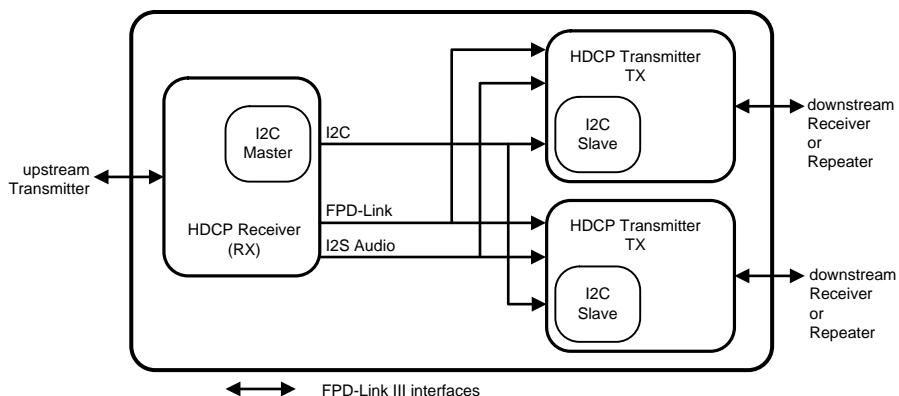 HDCP Transmitter
TX
I2C
Slave
downstream
Receiver
or
Repeater
I2C
Master
I2C
upstream
Transmitter
HDCP Receiver
(RX)
FPD-Link
I2S Audio
HDCP Transmitter
TX
I2C
Slave
downstream
Receiver
or
Repeater
FPD-Link III interfaces